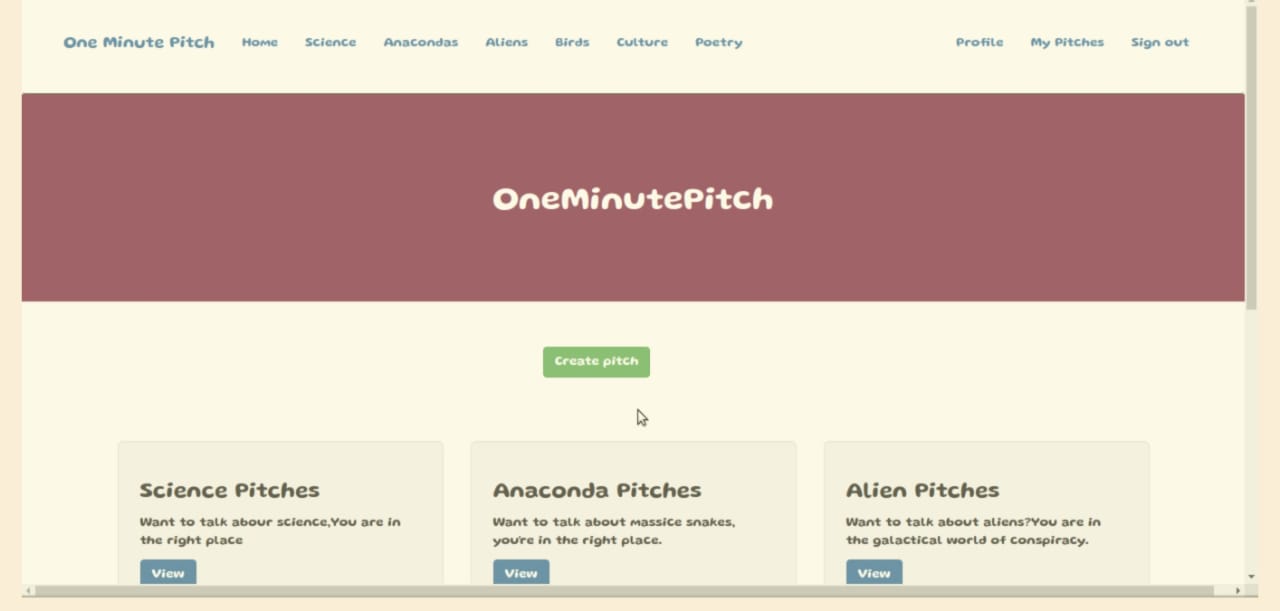 One Minute Pitch Home Science Anacondas Aliens Birds Culture Poetry Profile My Pitches Sign out
OneMinutePitch
Create pitch
Science Pitches
Want to talk abour science,You are in
the right place
View
Anaconda Pitches
Want to talk about massice snakes,
you're in the right place.
View
Alien Pitches
Want to talk about aliens?You are in
the galactical world of conspiracy.
View